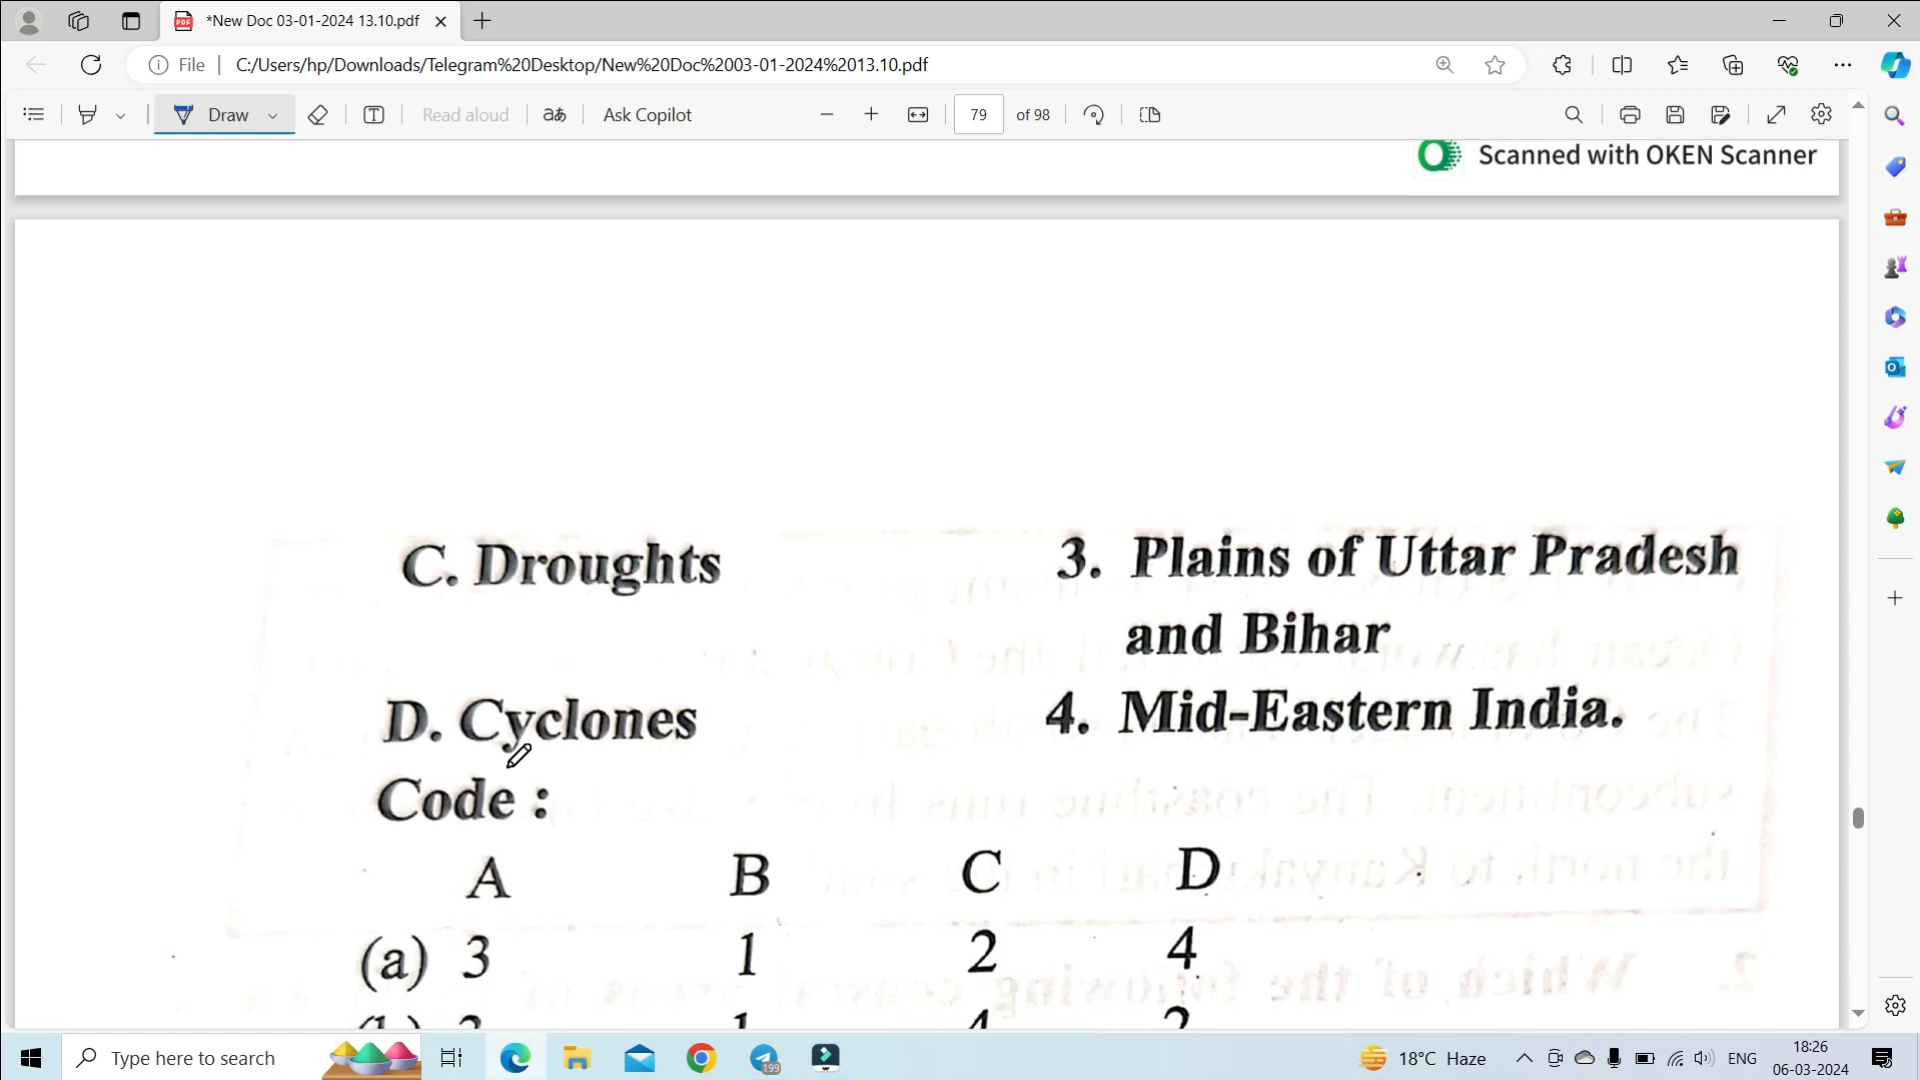 *New Doc 03-01-2024 13.10.pdf
File
C:/Users/hp/Downloads/Telegram%20Desktop/New%20Doc%2003-01-2024%2013.10.pdf
Draw
Read aloud
aあ
Ask Copilot
79 of 98
Scanned with OKEN Scanner
C. Droughts 3. Plains of Uttar Pradesh
and Bihar
D. Cyclones 4. Mid-Eastern India.
Code :
A B C D
(a) 3 1 2 4
Type here to search
199
18°C Haze
ENG
18:26
06-03-2024